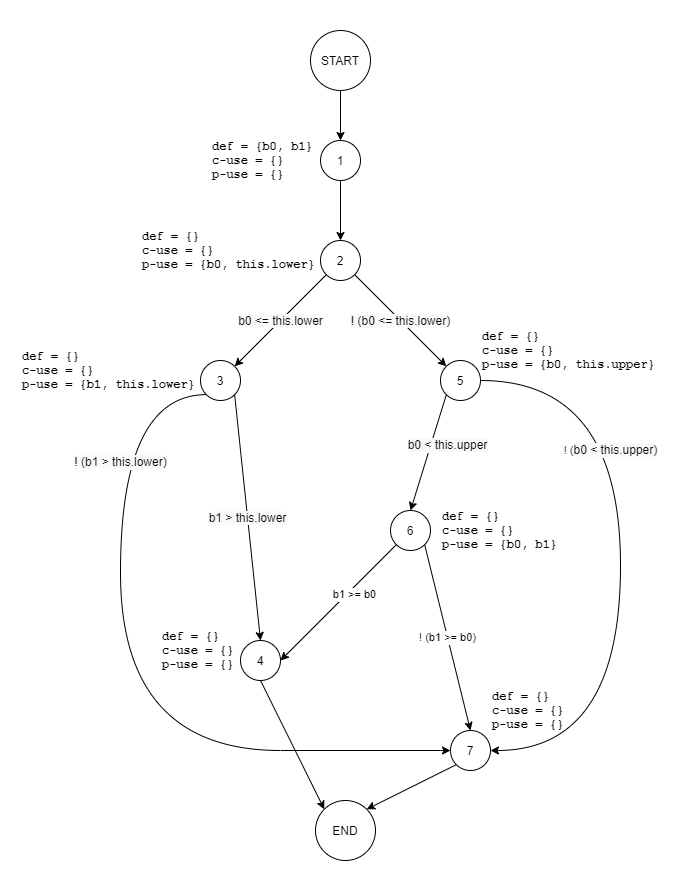 START
def = {b0, b1}
c-use = {}
p-use = {}
1
def = {}
c-use = {}
p-use = {b0, this.lower}
2
b0 <= this.lower
! (b0 <= this.lower)
def = {}
c-use = {}
p-use = {b1, this.lower}
3
def = {}
c-use = {}
p-use = {b0, this.upper}
5
! (b1 > this.lower)
b0 < this.upper
! (b0 < this.upper)
b1 > this.lower
6
def = {}
c-use = {}
p-use = {b0, b1}
b1 >= b0
! (b1 >= b0)
def = {}
c-use = {}
p-use = {}
4
def = {}
c-use = {}
p-use = {}
7
END